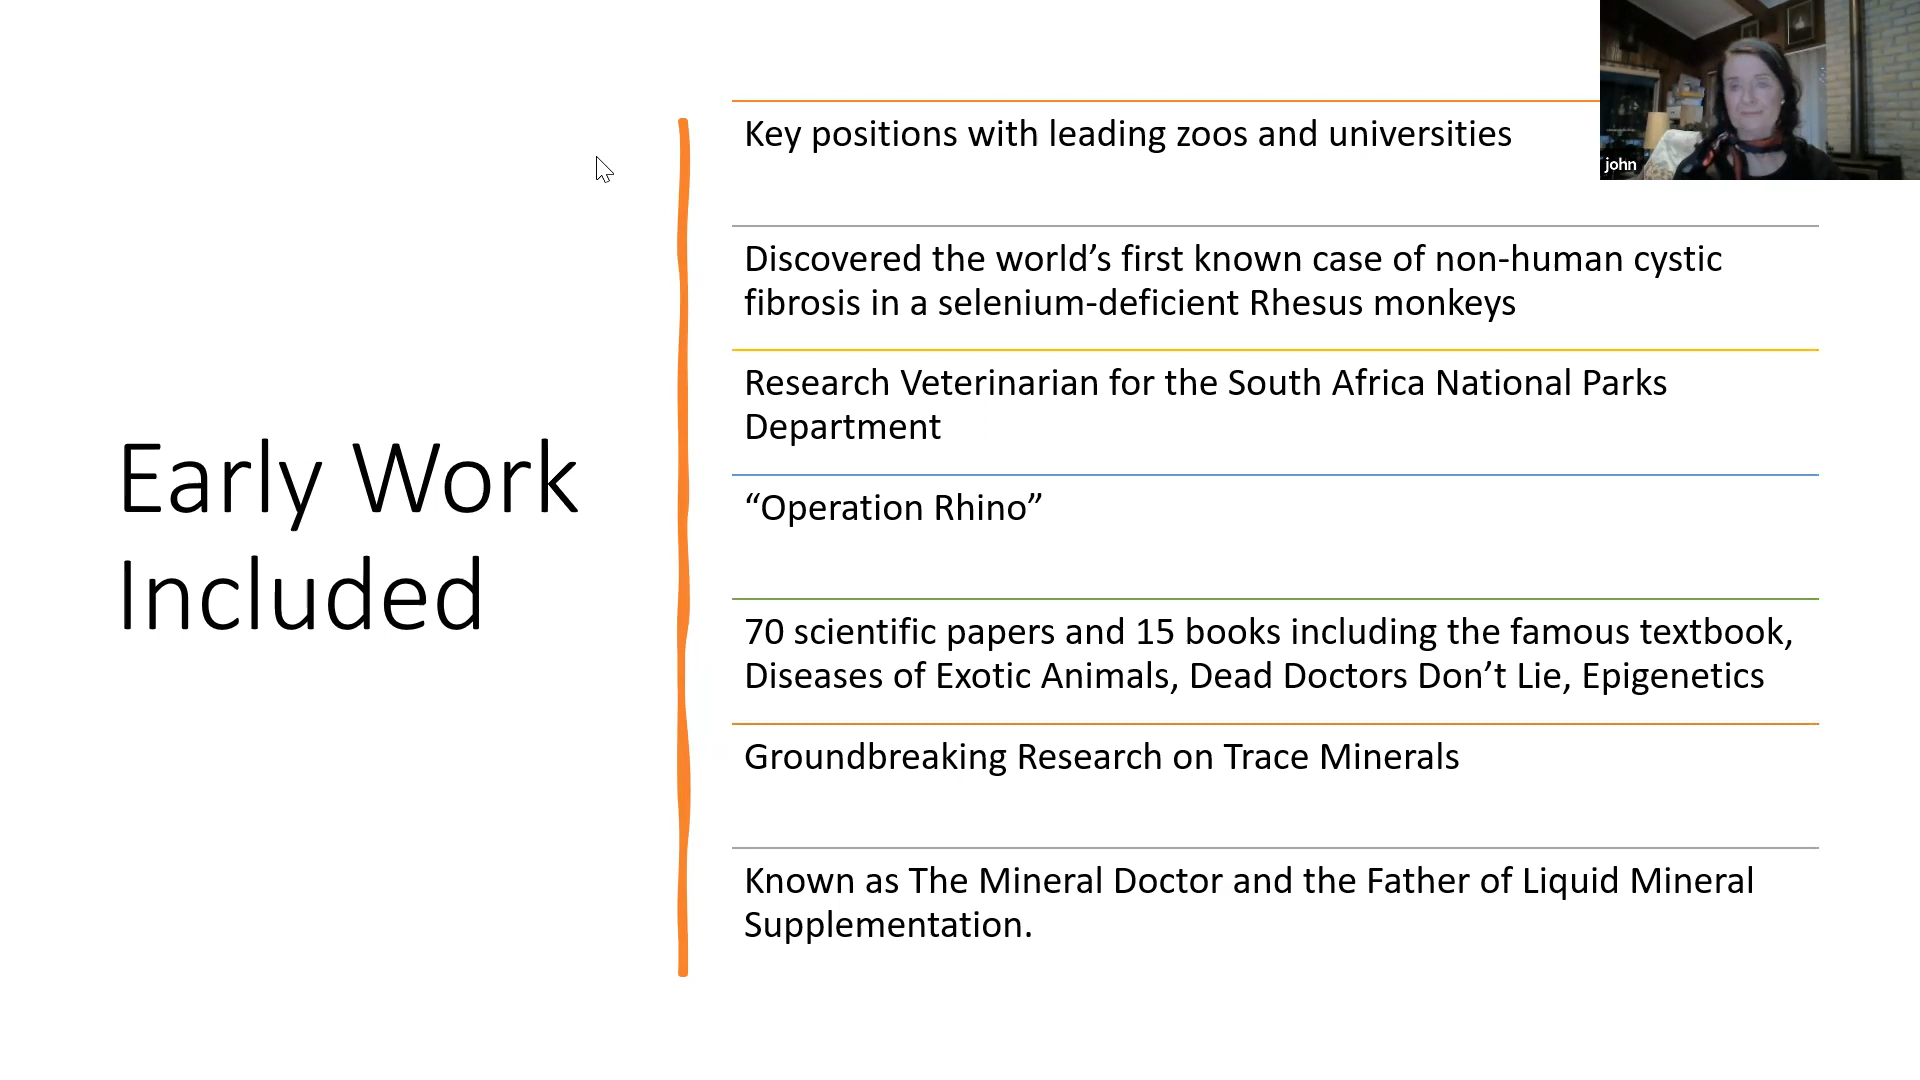 Early Work
Included
Key positions with leading zoos and universities
Discovered the world’s first known case of non-human cystic
fibrosis in a selenium-deficient Rhesus monkeys
Research Veterinarian for the South Africa National Parks
Department
“Operation Rhino”
70 scientific papers and 15 books including the famous textbook,
Diseases of Exotic Animals, Dead Doctors Don’t Lie, Epigenetics
Groundbreaking Research on Trace Minerals
Known as The Mineral Doctor and the Father of Liquid Mineral
Supplementation.
john